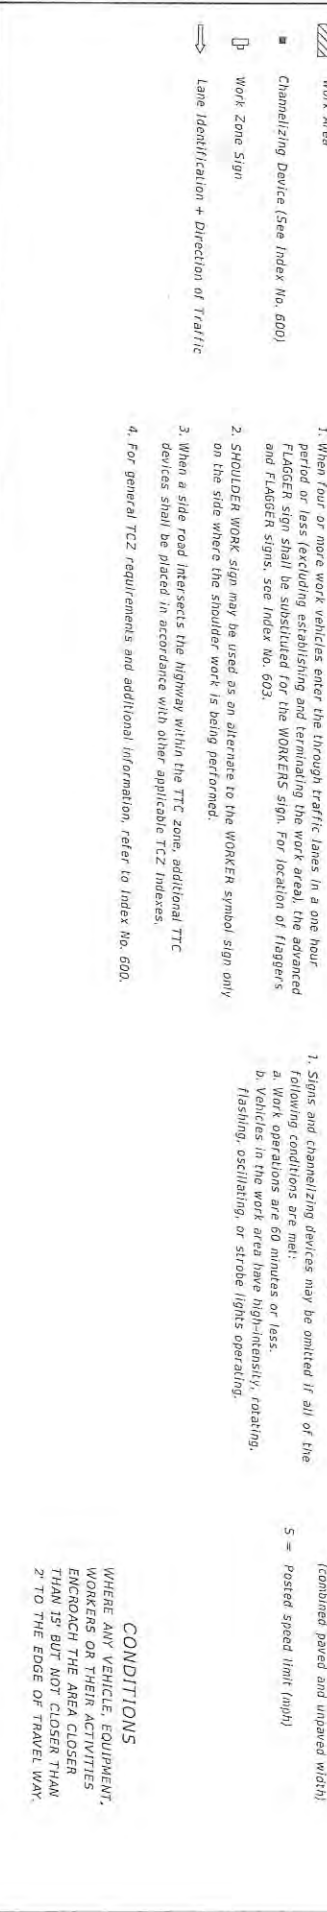 Work Area
Channelizing Device (See Index No. 600)
Work Zone Sign
Lane Identification + Direction of Traffic
1. When four or more work vehicles enter the through traffic lanes in a one hour
period or less (excluding establishing and terminating the work area), the advanced
FLAGGER sign shall be substituted for the WORKERS sign. For location of flaggers
and FLAGGER signs, see Index No. 603.
2. SHOULDER WORK sign may be used as an alternate to the WORKER symbol sign only
on the side where the shoulder work is being performed.
3. When a side road intersects the highway within the TTC zone, additional TTC
devices shall be placed in accordance with other applicable TCZ Indexes.
4. For general TCZ requirements and additional information, refer to Index No. 600.
1. Signs and channelizing devices may be omitted if all of the
following conditions are met:
a. Work operations are 60 minutes or less.
b. Vehicles in the work area have high-intensity, rotating,
flashing, oscillating, or strobe lights operating.
(combined paved and unpaved width)
S = Posted speed limit (mph)
CONDITIONS
WHERE ANY VEHICLE, EQUIPMENT,
WORKERS OR THEIR ACTIVITIES
ENCROACH THE AREA CLOSER
THAN 15' BUT NOT CLOSER THAN
2' TO THE EDGE OF TRAVEL WAY.